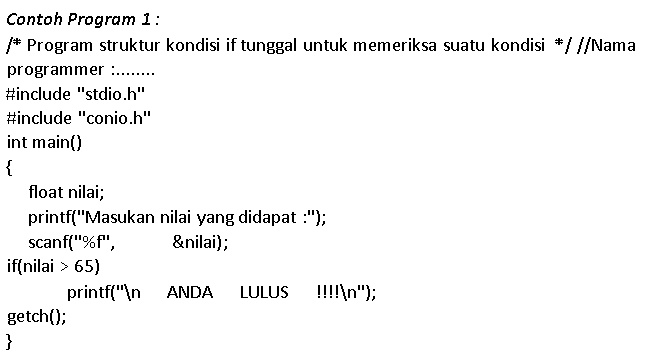 Contoh Program 1 :
/* Program struktur kondisi if tunggal untuk memeriksa suatu kondisi */ //Nama
programmer :........
#include "stdio.h"
#include "conio.h"
int main()
{
float nilai;
printf("Masukan nilai yang didapat :");
scanf("%f", &nilai);
if(nilai > 65)
printf("\n ANDA LULUS !!!!\n");
getch();
}